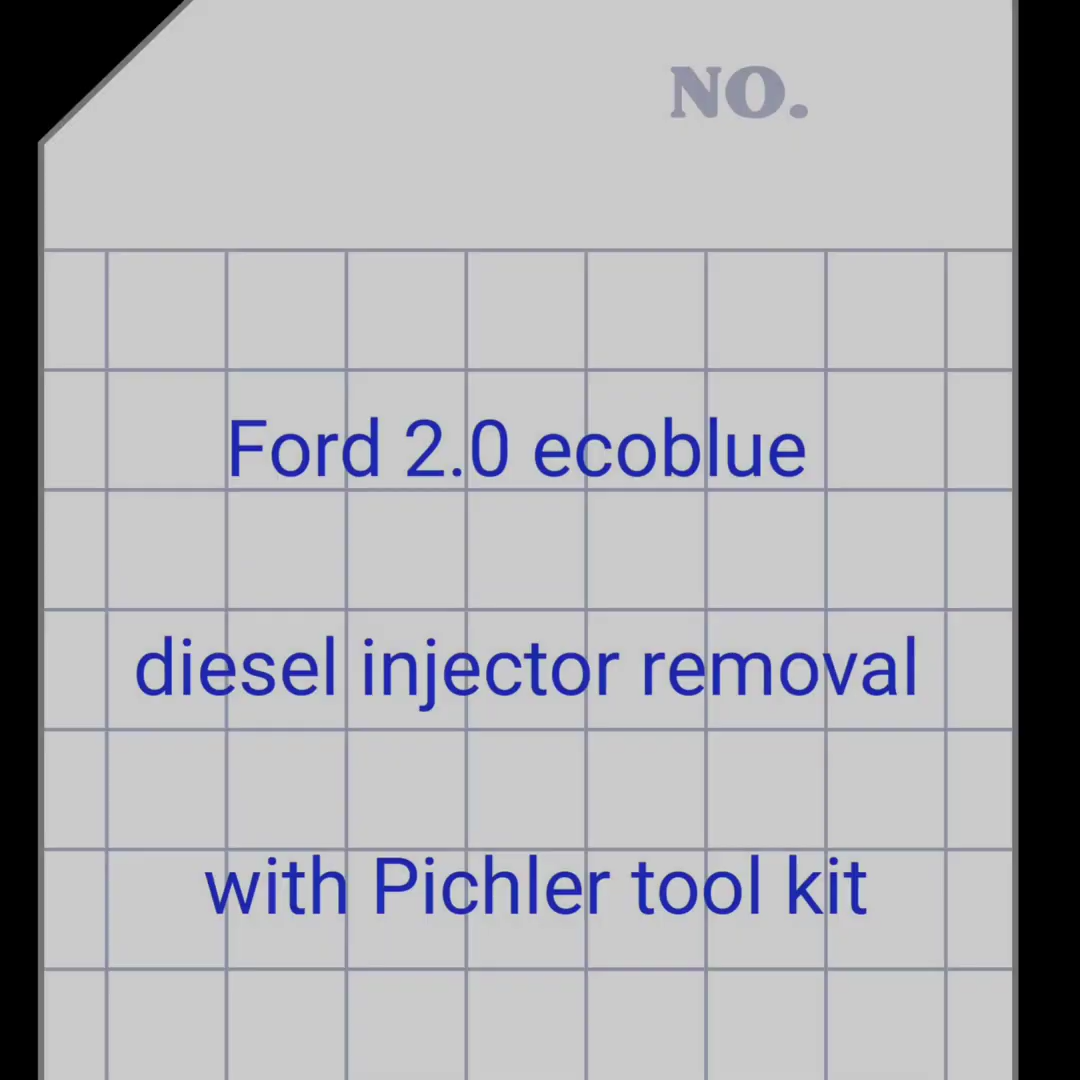 NO.
Ford 2.0 ecoblue
diesel injector removal
with Pichler tool kit